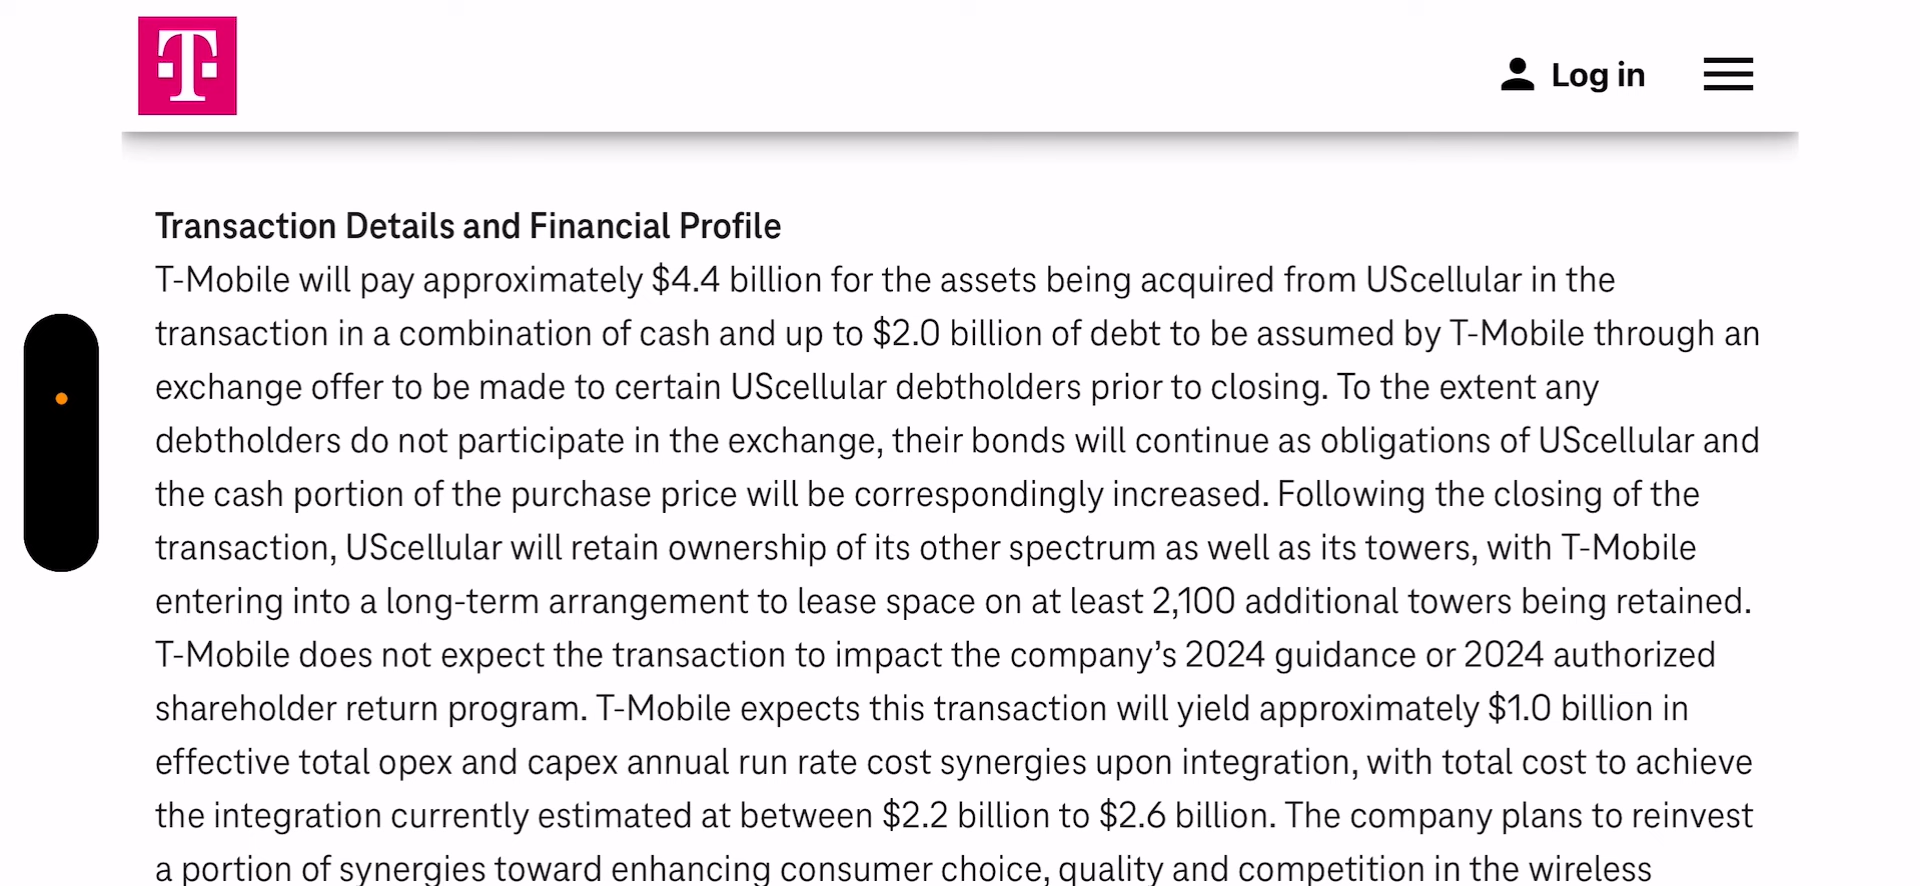 T
Log in
Transaction Details and Financial Profile
T-Mobile will pay approximately $4.4 billion for the assets being acquired from UScellular in the
transaction in a combination of cash and up to $2.0 billion of debt to be assumed by T-Mobile through an
exchange offer to be made to certain UScellular debtholders prior to closing. To the extent any
debtholders do not participate in the exchange, their bonds will continue as obligations of UScellular and
the cash portion of the purchase price will be correspondingly increased. Following the closing of the
transaction, UScellular will retain ownership of its other spectrum as well as its towers, with T-Mobile
entering into a long-term arrangement to lease space on at least 2,100 additional towers being retained.
T-Mobile does not expect the transaction to impact the company’s 2024 guidance or 2024 authorized
shareholder return program. T-Mobile expects this transaction will yield approximately $1.0 billion in
effective total opex and capex annual run rate cost synergies upon integration, with total cost to achieve
the integration currently estimated at between $2.2 billion to $2.6 billion. The company plans to reinvest
a portion of synergies toward enhancing consumer choice, quality and competition in the wireless